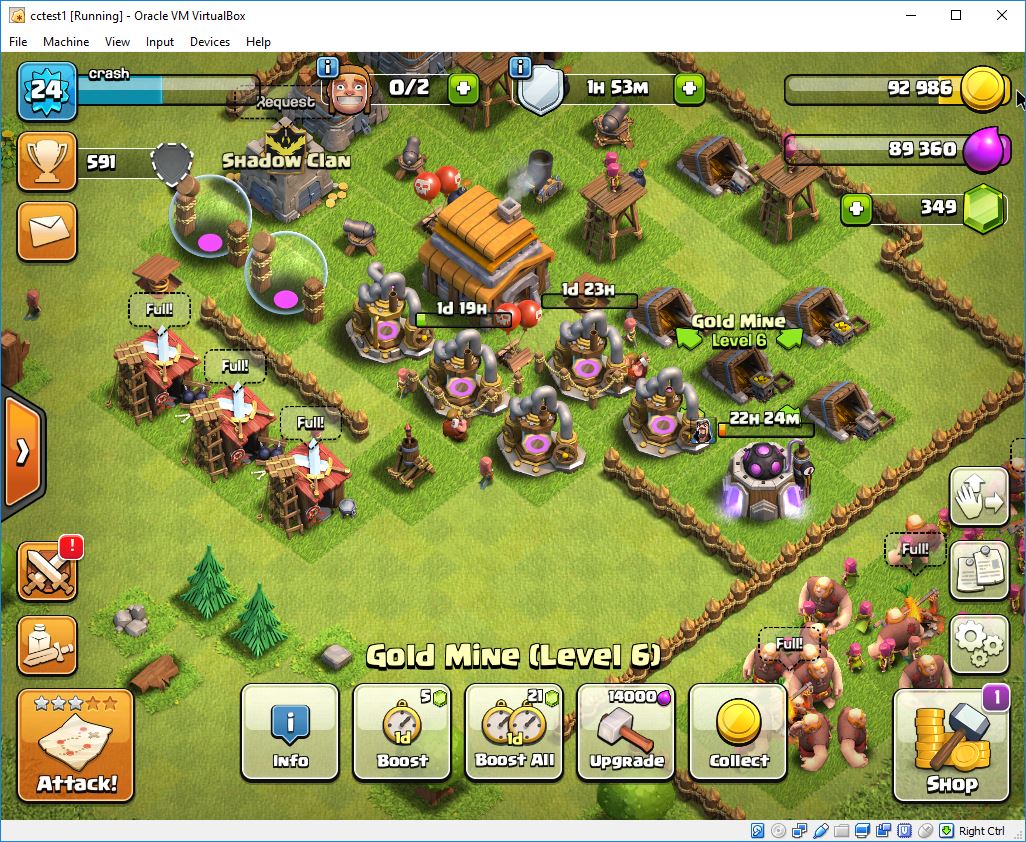 cctest1 [Running] - Oracle VM VirtualBox
File Machine View Input Devices Help
24
crash
Request
0/2
1h 53m
92 986
591
Shadow Clan
89 360
349
Full!
1d 19h
1d 23h
Gold Mine
Level 6
Full!
Full!
22h 24m
!
Full!
Full!
Gold Mine (Level 6)
Attack!
Info
5
1d
Boost
21
1d
Boost All
14000
Upgrade
Collect
1
Shop
Right Ctrl